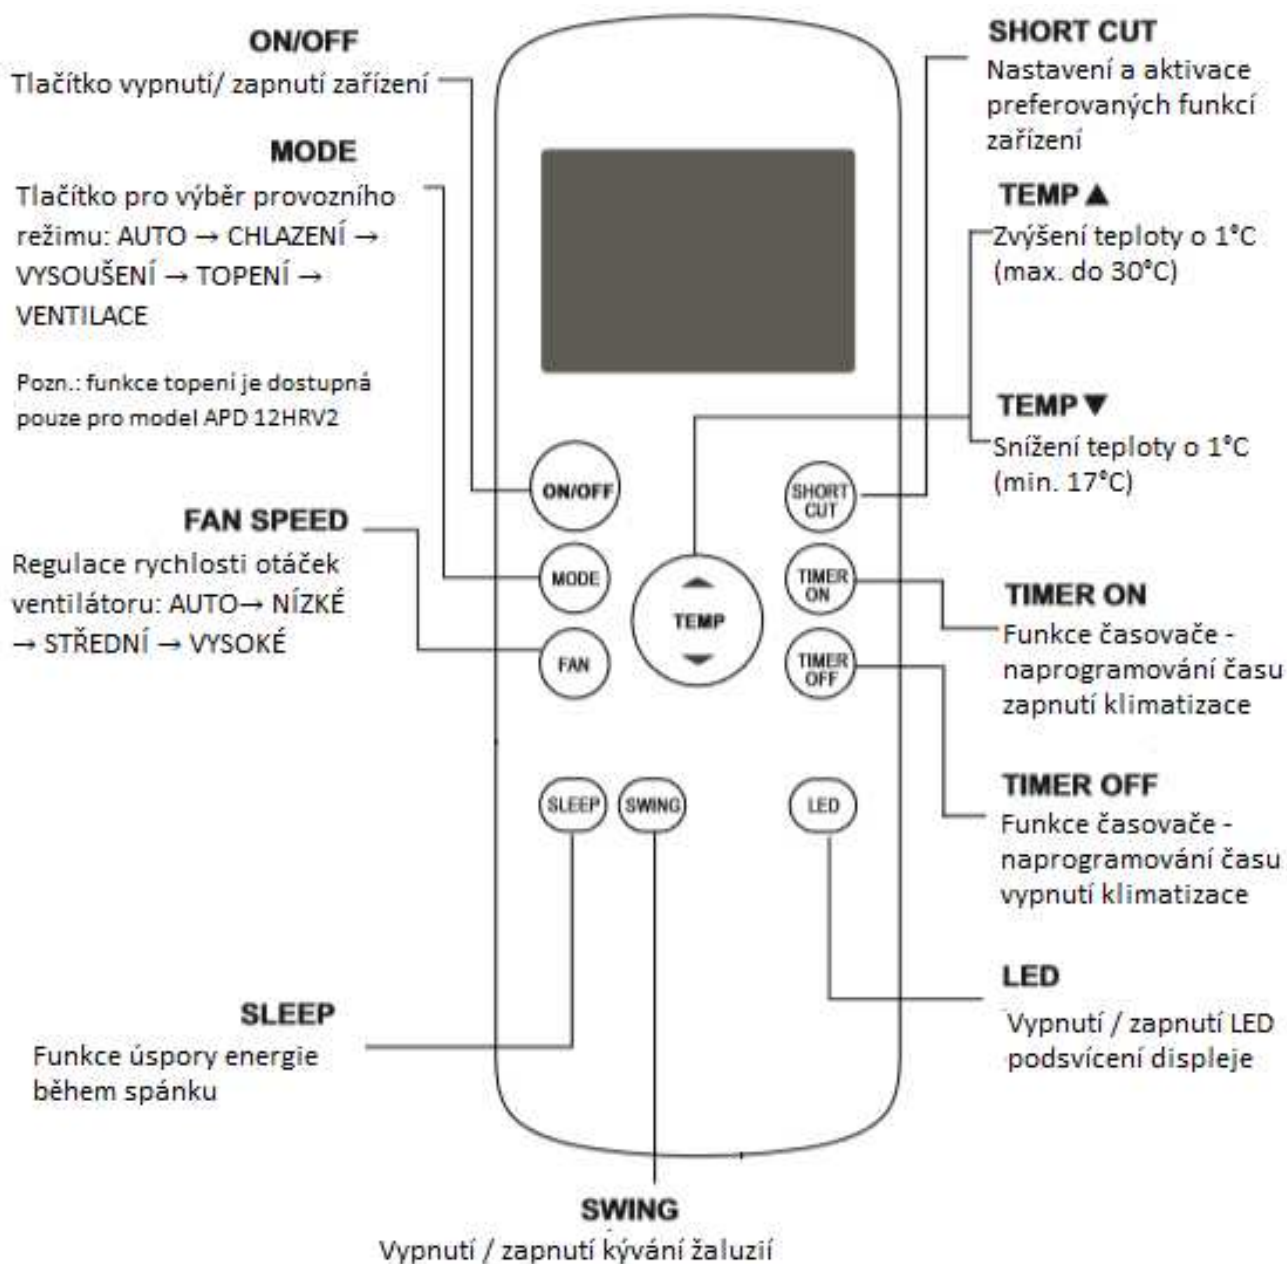 ON/OFF
Tlačítko vypnutí/ zapnutí zařízení
MODE
Tlačítko pro výběr provozního
režimu: AUTO → CHLAZENÍ →
VYSOUŠENÍ → TOPENÍ →
VENTILACE
Pozn.: funkce topení je dostupná
pouze pro model APD 12HRV2
FAN SPEED
Regulace rychlosti otáček
ventilátoru: AUTO→ NÍZKÉ
→ STŘEDNÍ → VYSOKÉ
SLEEP
Funkce úspory energie
během spánku
ON/OFF
MODE
FAN
TEMP
SHORT
CUT
TIMER
ON
TIMER
OFF
SLEEP
SWING
LED
SHORT CUT
Nastavení a aktivace
preferovaných funkcí
zařízení
TEMP ▲
Zvýšení teploty o 1°C
(max. do 30°C)
TEMP ▼
Snížení teploty o 1°C
(min. 17°C)
TIMER ON
Funkce časovače -
naprogramování času
zapnutí klimatizace
TIMER OFF
Funkce časovače -
naprogramování času
vypnutí klimatizace
LED
Vypnutí / zapnutí LED
podsvícení displeje
SWING
Vypnutí / zapnutí kývání žaluzií